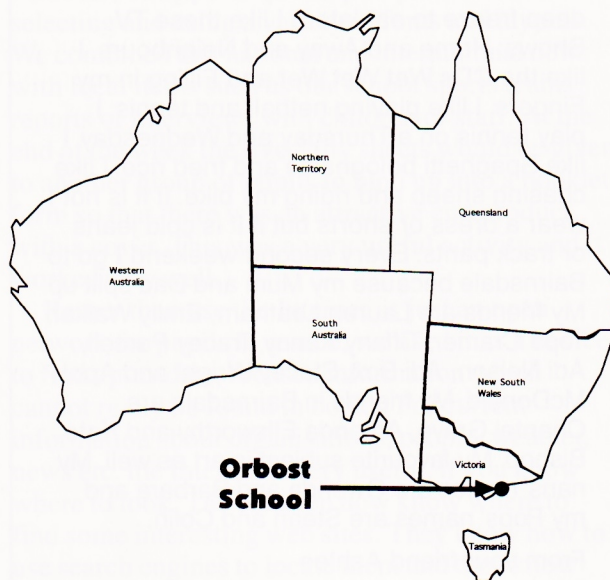 Northern
Territory
Queensland
Western
Australia
South
Australia
New South
Wales
Victoria
Orbost
School
Tasmania